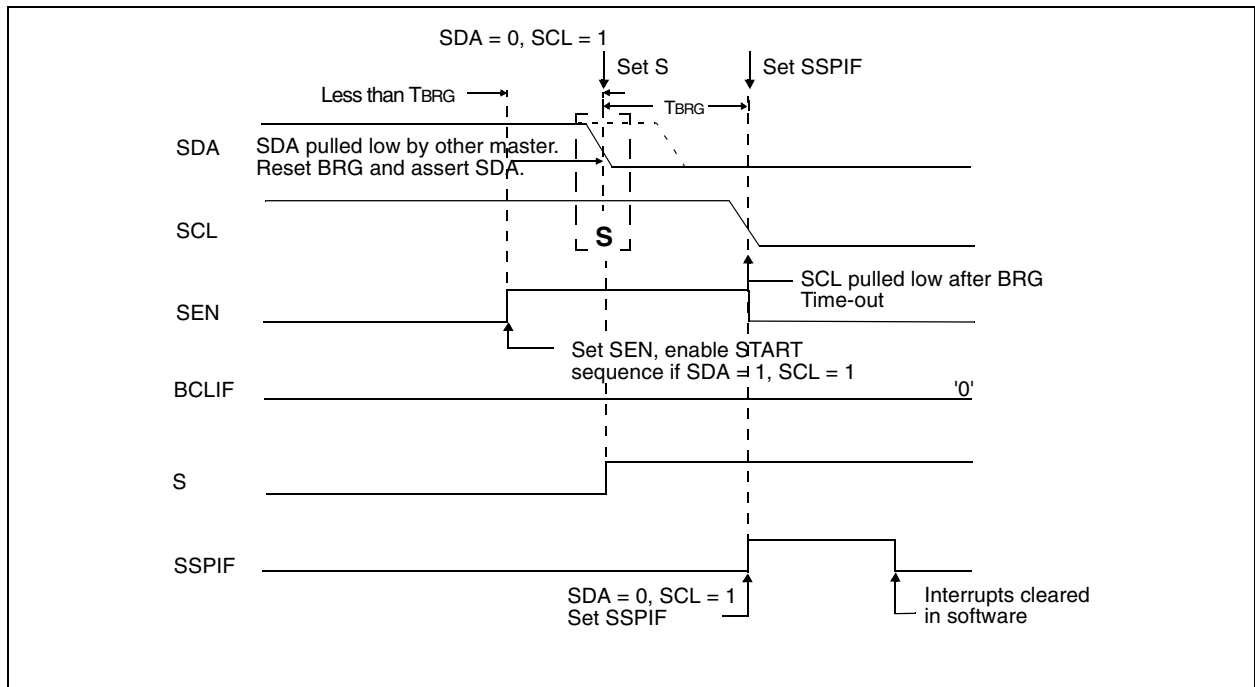 SDA = 0, SCL = 1
Set S
Set SSPIF
Less than TBRG
TBRG
SDA
SDA pulled low by other master.
Reset BRG and assert SDA.
SCL
S
SCL pulled low after BRG
Time-out
SEN
Set SEN, enable START
sequence if SDA = 1, SCL = 1
BCLIF
'0'
S
SSPIF
SDA = 0, SCL = 1
Set SSPIF
Interrupts cleared
in software